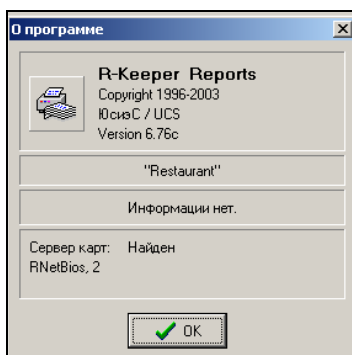 О программе
R-Keeper Reports
Copyright 1996-2003
ЮсиэС / UCS
Version 6.76c
"Restaurant"
Информации нет.
Сервер карт: Найден
RNetBios, 2
OK